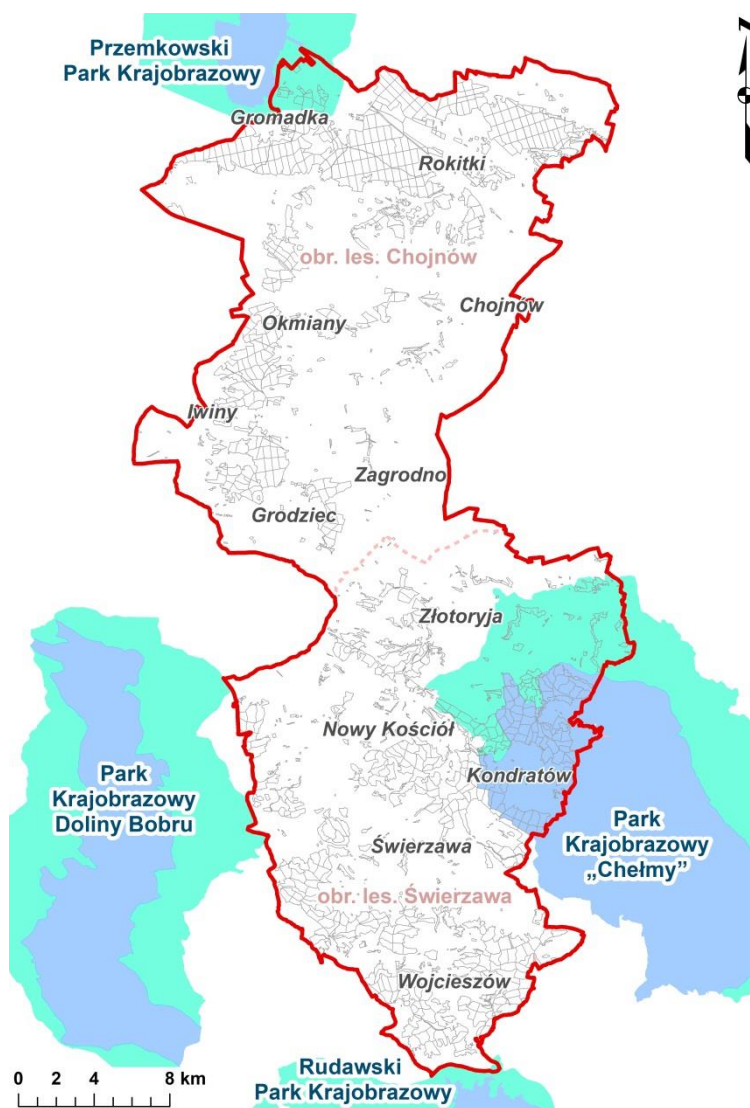 Przemkowski
Park Krajobrazowy
N
Gromadka
Rokitki
obr. les. Chojnów
Chojnów
Okmiany
Iwiny
Zagrodno
Grodziec
Złotoryja
Nowy Kościół
Kondratów
Park
Krajobrazowy
Doliny Bobru
Park
Krajobrazowy
„Chełmy”
Świerzawa
obr. les. Świerzawa
Wojcieszów
Rudawski
Park Krajobrazowy
0 2 4 8 km